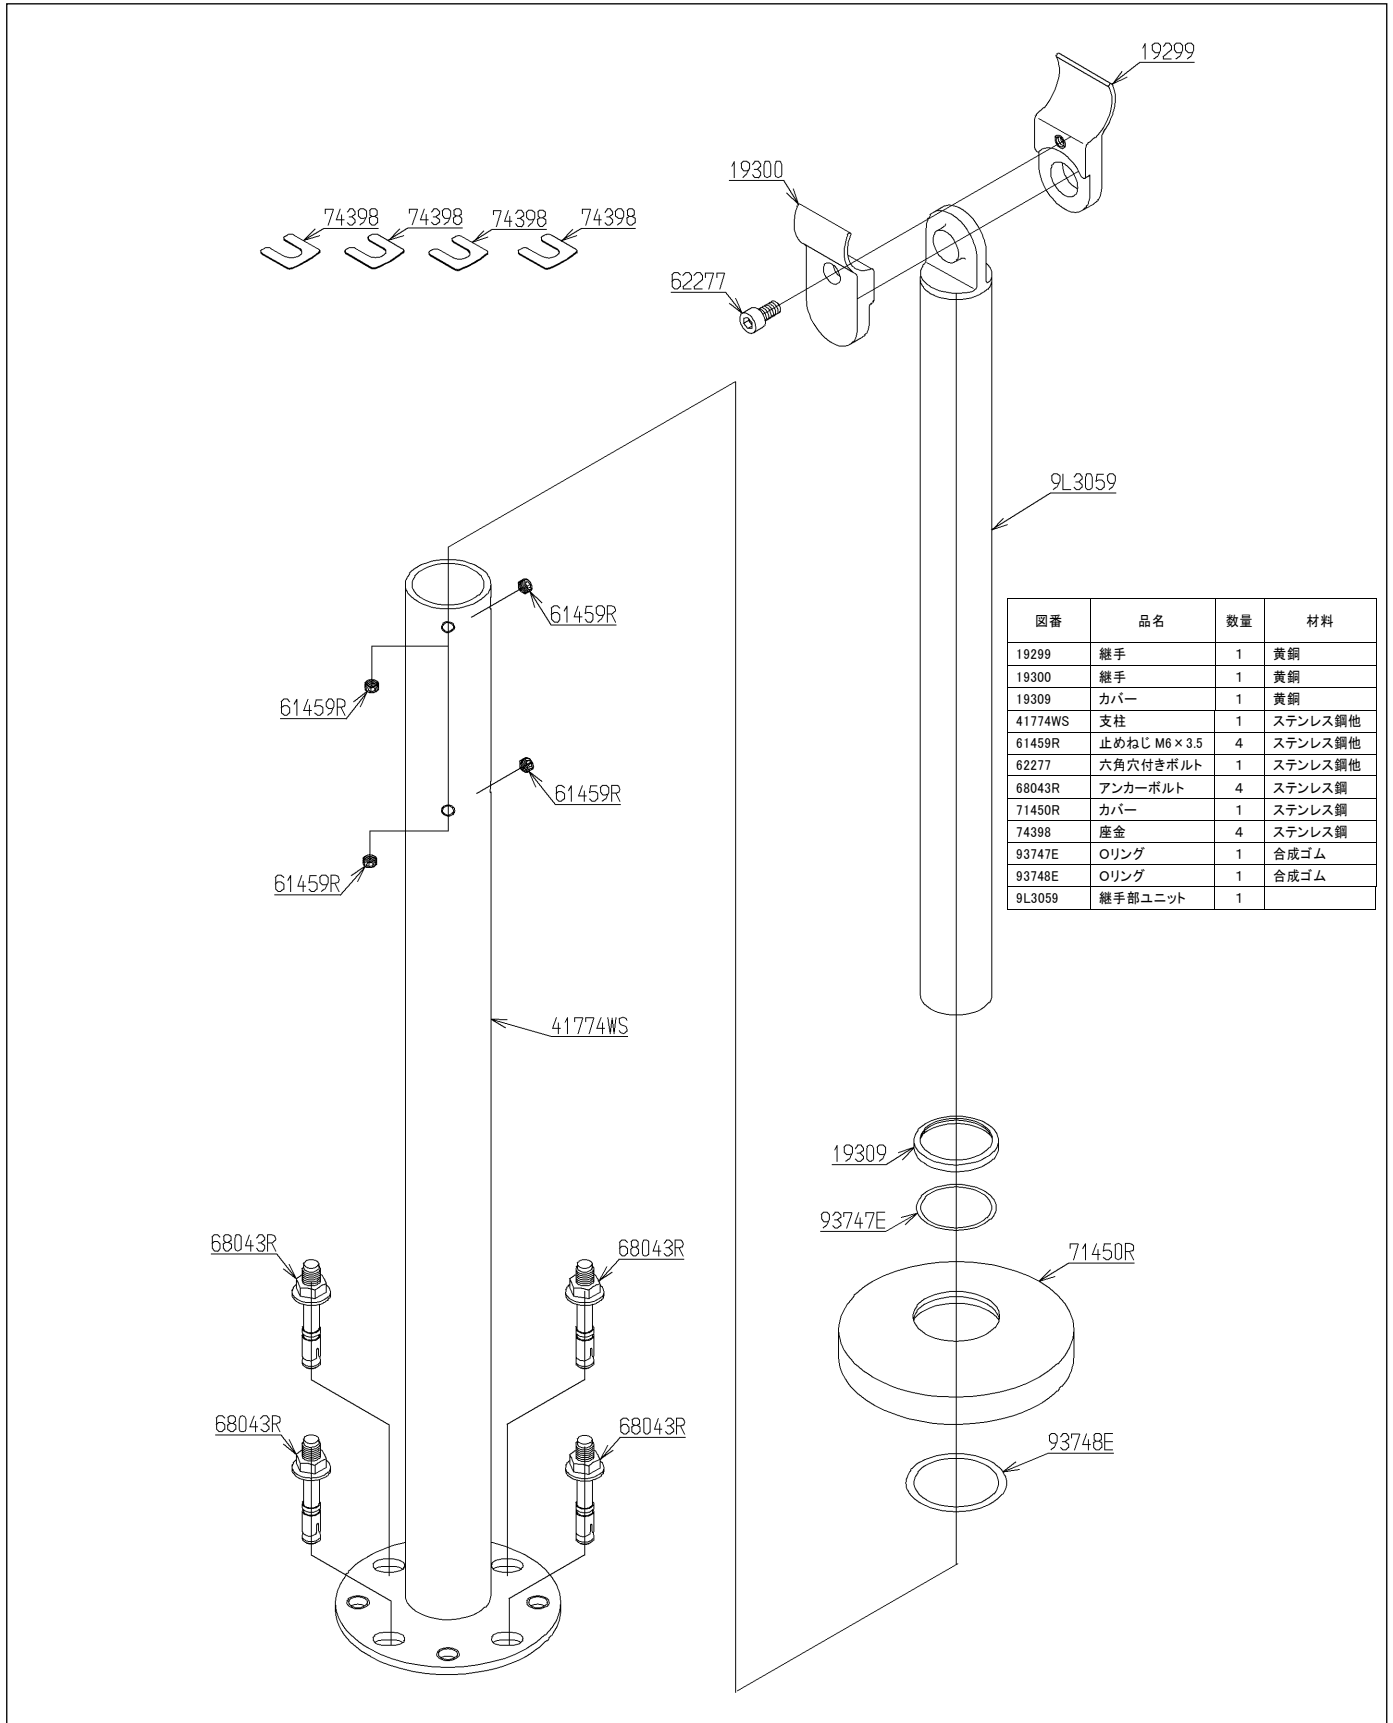 19299
19300
74398 74398 74398 74398
62277
9L3059
61459R
61459R
61459R
61459R
41774WS
19309
93747E
68043R
68043R
71450R
68043R
68043R
93748E
図番 品名 数量 材料
19299 継手 1 黄銅
19300 継手 1 黄銅
19309 カバー 1 黄銅
41774WS 支柱 1 ステンレス鋼他
61459R 止めねじ M6×3.5 4 ステンレス鋼他
62277 六角穴付きボルト 1 ステンレス鋼他
68043R アンカーボルト 4 ステンレス鋼
71450R カバー 1 ステンレス鋼
74398 座金 4 ステンレス鋼
93747E Oリング 1 合成ゴム
93748E Oリング 1 合成ゴム
9L3059 継手部ユニット 1